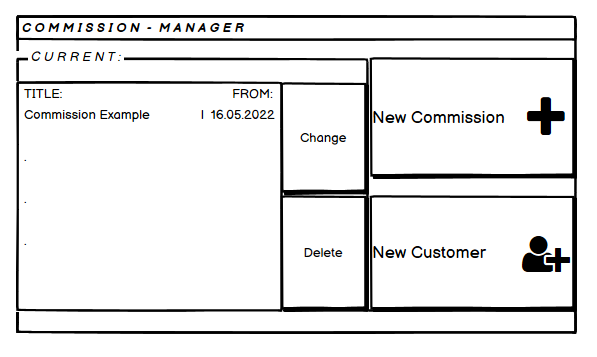 COMMISSION - MANAGER
CURRENT:
TITLE: FROM:
Commission Example | 16.05.2022
.
.
.
Change
Delete
New Commission
New Customer